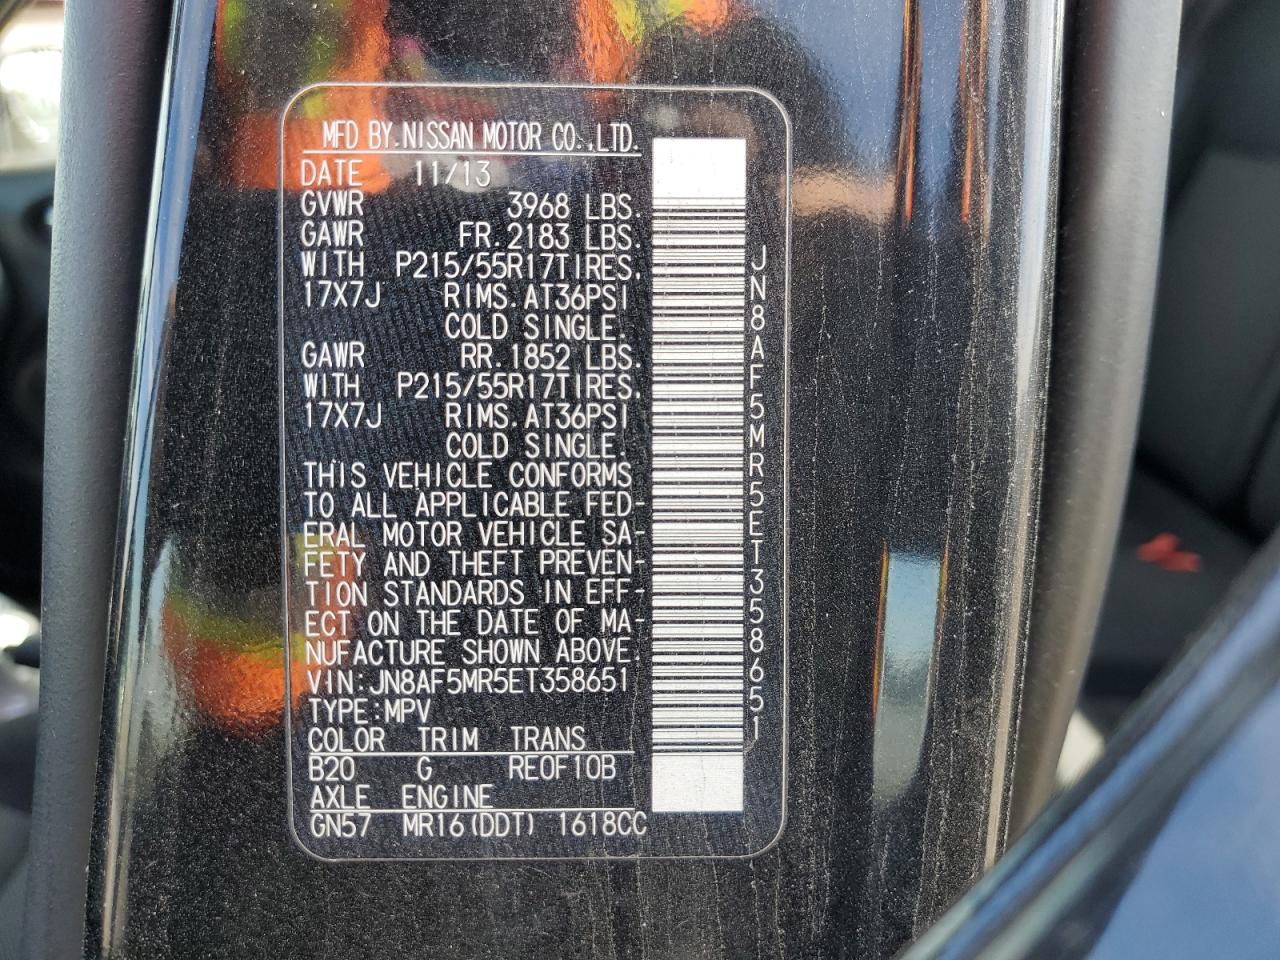 MFD BY.NISSAN MOTOR CO.,LTD.
DATE 11/13
GVWR 3968 LBS.
GAWR FR.2183 LBS.
WITH P215/55R17TIRES.
17X7J RIMS.AT36PSI
COLD SINGLE.
GAWR RR.1852 LBS.
WITH P215/55R17TIRES.
17X7J RIMS.AT36PSI
COLD SINGLE.
THIS VEHICLE CONFORMS
TO ALL APPLICABLE FED-
ERAL MOTOR VEHICLE SA-
FETY AND THEFT PREVEN-
TION STANDARDS IN EFF-
ECT ON THE DATE OF MA-
NUFACTURE SHOWN ABOVE.
VIN:JN8AF5MR5ET358651
TYPE:MPV
COLOR TRIM TRANS
B20 G RE0F10B
AXLE ENGINE
GN57 MR16(DDT) 1618CC
JN8AF5MR5ET358651